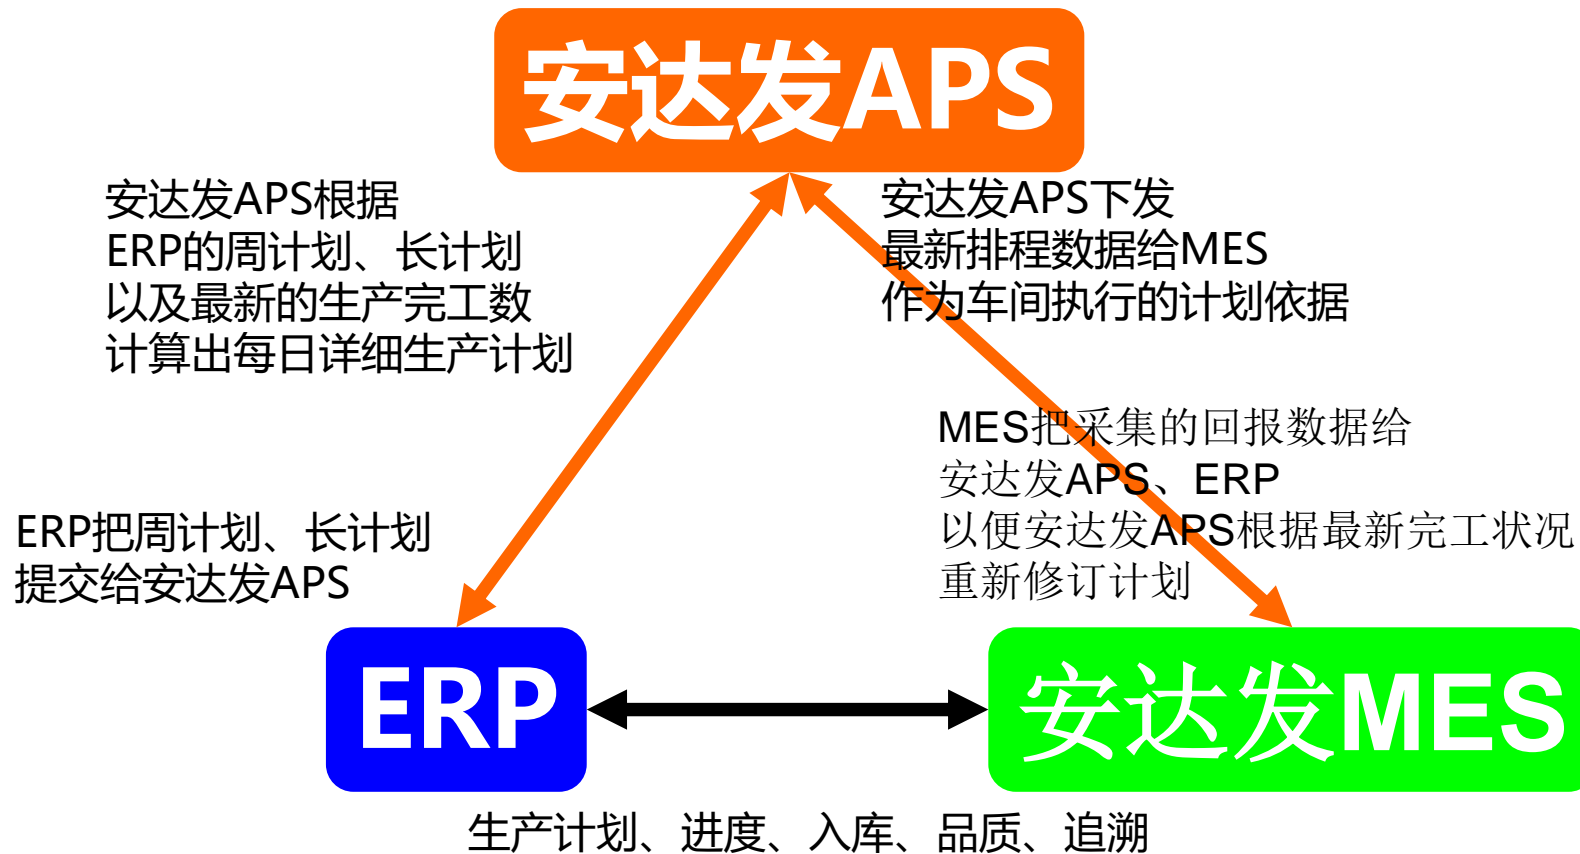 安达发APS
安达发APS根据
ERP的周计划、长计划
以及最新的生产完工数
计算出每日详细生产计划
安达发APS下发
最新排程数据给MES
作为车间执行的计划依据
MES把采集的回报数据给
安达发APS、ERP
以便安达发APS根据最新完工状况
重新修订计划
ERP把周计划、长计划
提交给安达发APS
ERP
安达发MES
生产计划、进度、入库、品质、追溯